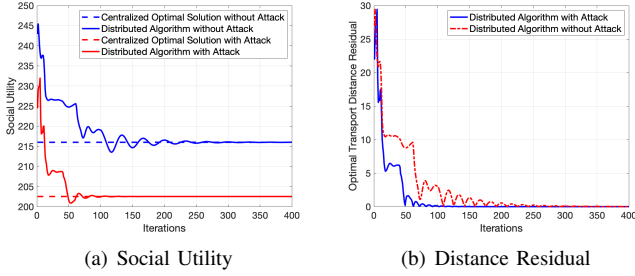 250
245
240
235
230
225
220
215
210
205
200
Social Utility
Centralized Optimal Solution without Attack
Distributed Algorithm without Attack
Centralized Optimal Solution with Attack
Distributed Algorithm with Attack
0 50 100 150 200 250 300 350 400
Iterations
(a) Social Utility
30
25
20
15
10
5
0
Optimal Transport Distance Residual
Distributed Algorithm with Attack
Distributed Algorithm without Attack
0 50 100 150 200 250 300 350 400
Iterations
(b) Distance Residual